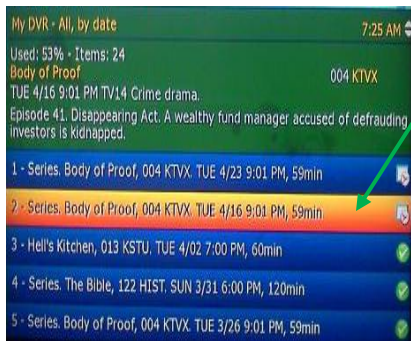 My DVR - All, by date 7:25 AM
Used: 53% - Items: 24
Body of Proof 004 KTVX
TUE 4/16 9:01 PM TV14 Crime drama.
Episode 41. Disappearing Act. A wealthy fund manager accused of defrauding
investors is kidnapped.
1 - Series. Body of Proof, 004 KTVX. TUE 4/23 9:01 PM, 59min
2 - Series. Body of Proof, 004 KTVX. TUE 4/16 9:01 PM, 59min
3 - Hell's Kitchen, 013 KSTU. TUE 4/02 7:00 PM, 60min
4 - Series. The Bible, 122 HIST. SUN 3/31 6:00 PM, 120min
5 - Series. Body of Proof, 004 KTVX. TUE 3/26 9:01 PM, 59min